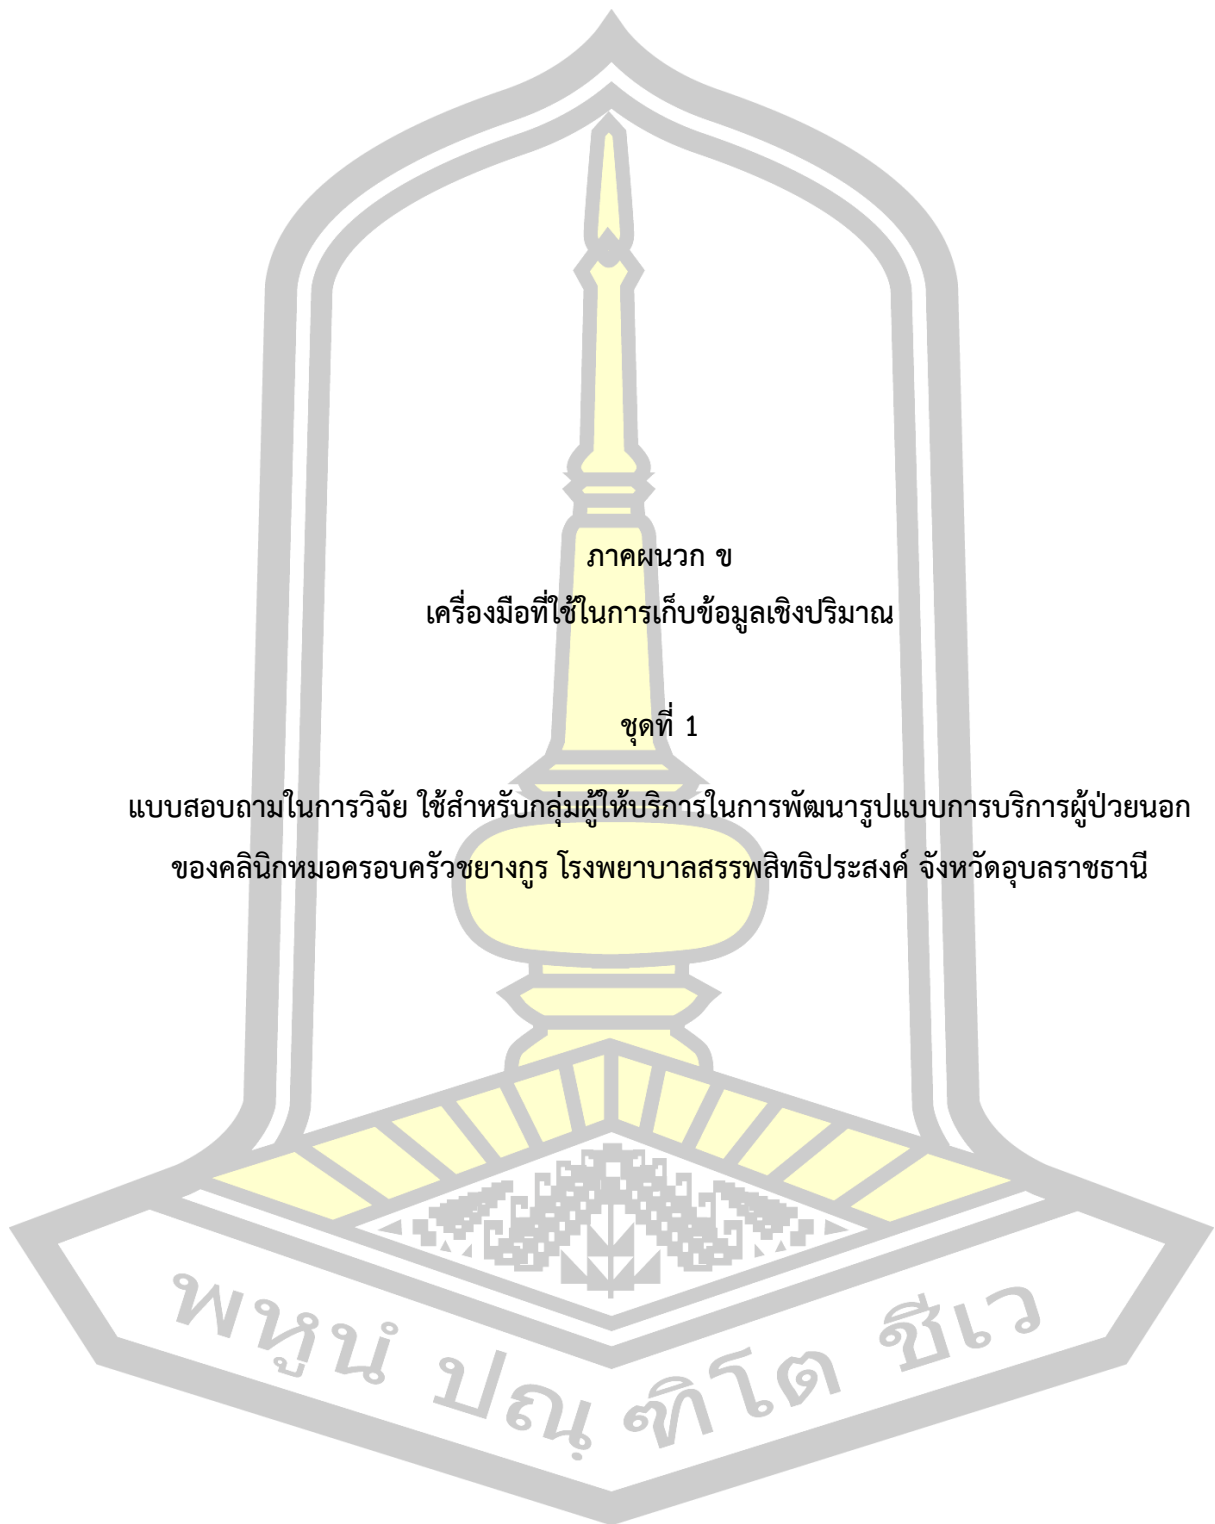 ภาคผนวก ข
เครื่องมือที่ใช้ในการเก็บข้อมูลเชิงปริมาณ
ชุดที่ 1
แบบสอบถามในการวิจัย ใช้สำหรับกลุ่มผู้ให้บริการในการพัฒนารูปแบบการบริการผู้ป่วยนอก
ของคลินิกหมอครอบครัวชยางกูร โรงพยาบาลสรรพสิทธิประสงค์ จังหวัดอุบลราชธานี
พหูนํ ปณฺ ฑิโต ชีเว